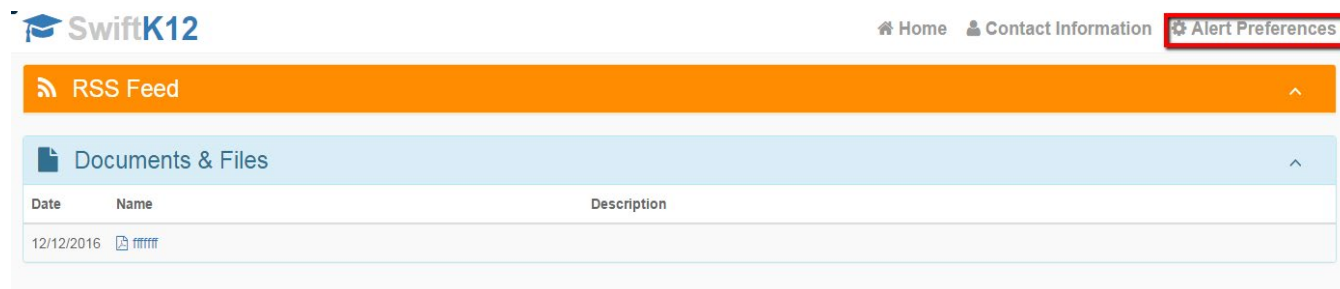 SwiftK12
Home Contact Information Alert Preferences
RSS Feed
Documents & Files
Date Name Description
12/12/2016 fffffff